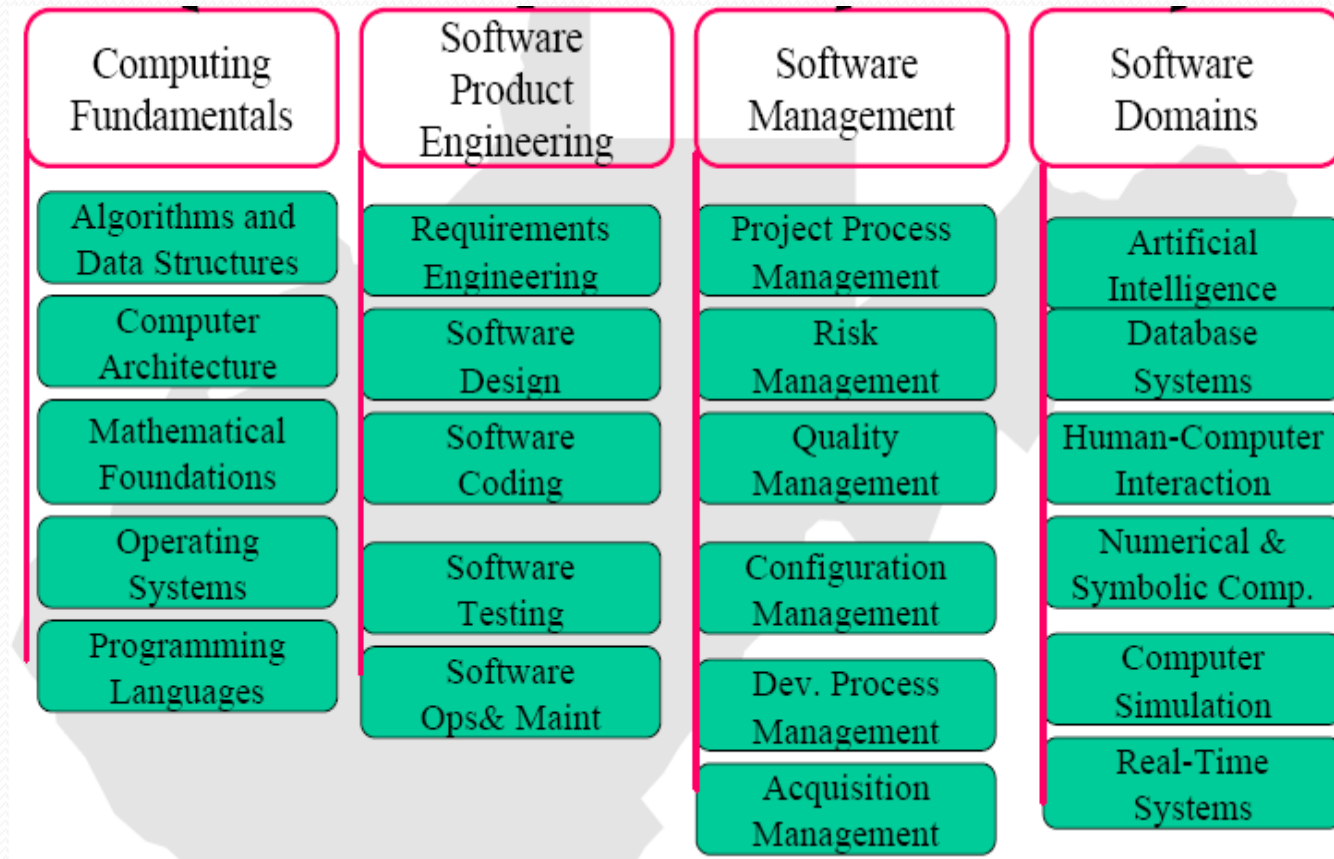 Computing
Fundamentals
Algorithms and
Data Structures
Computer
Architecture
Mathematical
Foundations
Operating
Systems
Programming
Languages
Software
Product
Engineering
Requirements
Engineering
Software
Design
Software
Coding
Software
Testing
Software
Ops& Maint
Software
Management
Project Process
Management
Risk
Management
Quality
Management
Configuration
Management
Dev. Process
Management
Acquisition
Management
Software
Domains
Artificial
Intelligence
Database
Systems
Human-Computer
Interaction
Numerical &
Symbolic Comp.
Computer
Simulation
Real-Time
Systems